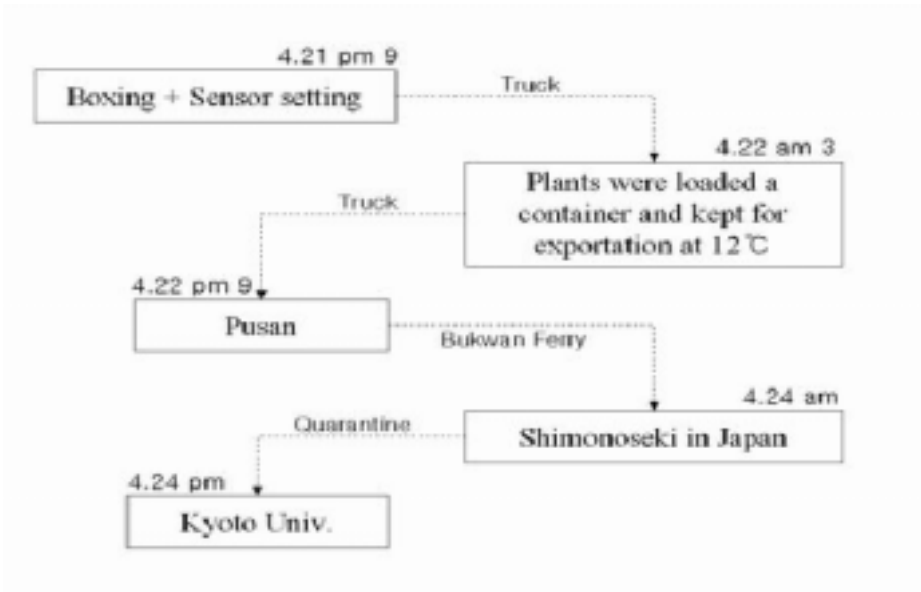 4.21 pm 9
Boxing + Sensor setting
Truck
4.22 am 3
Plants were loaded a
container and kept for
exportation at 12℃
Truck
4.22 pm 9
Pusan
Bukwan Ferry
4.24 am
Shimonoseki in Japan
Quarantine
4.24 pm
Kyoto Univ.